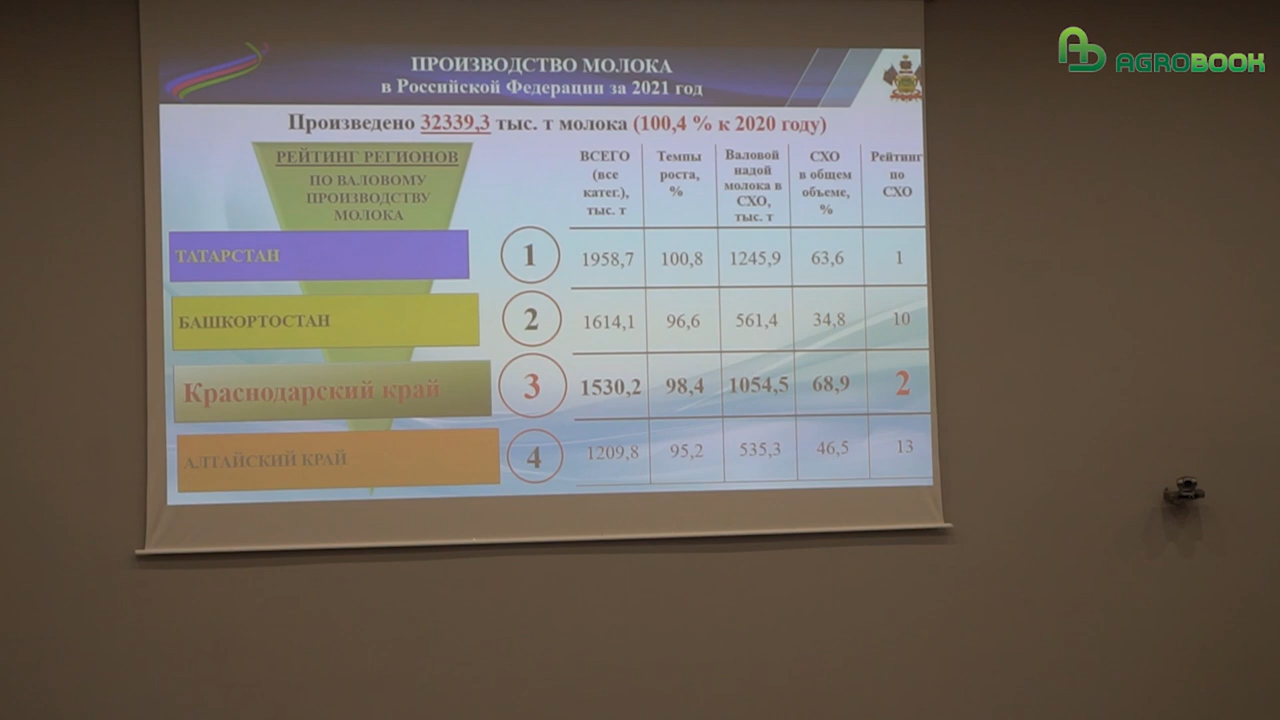 AGROBOOK
ПРОИЗВОДСТВО МОЛОКА
в Российской Федерации за 2021 год
Произведено 32339,3 тыс. т молока (100,4 % к 2020 году)
РЕЙТИНГ РЕГИОНОВ
ПО ВАЛОВОМУ
ПРОИЗВОДСТВУ
МОЛОКА
ВСЕГО
(все
катег.),
тыс. т
Темпы
роста,
%
Валовой
надой
молока в
СХО,
тыс. т
СХО
в общем
объеме,
%
Рейтинг
по
СХО
ТАТАРСТАН 1 1958,7 100,8 1245,9 63,6 1
БАШКОРТОСТАН 2 1614,1 96,6 561,4 34,8 10
Краснодарский край 3 1530,2 98,4 1054,5 68,9 2
АЛТАЙСКИЙ КРАЙ 4 1209,8 95,2 535,3 46,5 13